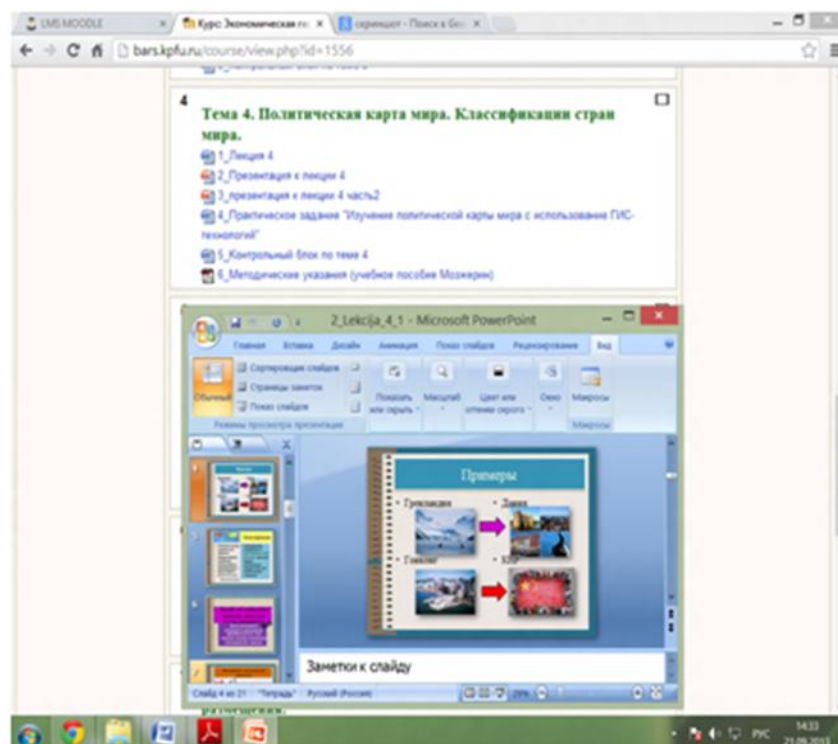 LMS MOODLE
Курс: Экономическая ге
скриншот - Поиск в Goo
bars.kpfu.ru/course/view.php?id=1556
4
Тема 4. Политическая карта мира. Классификации стран
мира.
1_Лекция 4
2_Презентация к лекции 4
3_презентация к лекции 4 часть2
4_Практическое задание "Изучение политической карты мира с использование ГИС-
технологий"
5_Контрольный блок по теме 4
6_Методические указания (учебное пособие Мозжерин)
2_Lekcija_4_1 - Microsoft PowerPoint
Главная Вставка Дизайн Анимация Показ слайдов Рецензирование Вид
Обычный
Сортировщик слайдов
Страницы заметок
Показ слайдов
Режимы просмотра презентации
Показать
или скрыть
Масштаб
Цвет или
оттенки серого
Окно
Макросы
Макросы
Примеры
• Гренландия • Дания
• Гонконг • КНР
Заметки к слайду
Слайд 4 из 21 "Тетрадь" Русский (Россия) 29%
размещения.
РУС
14:33
21.09.2013